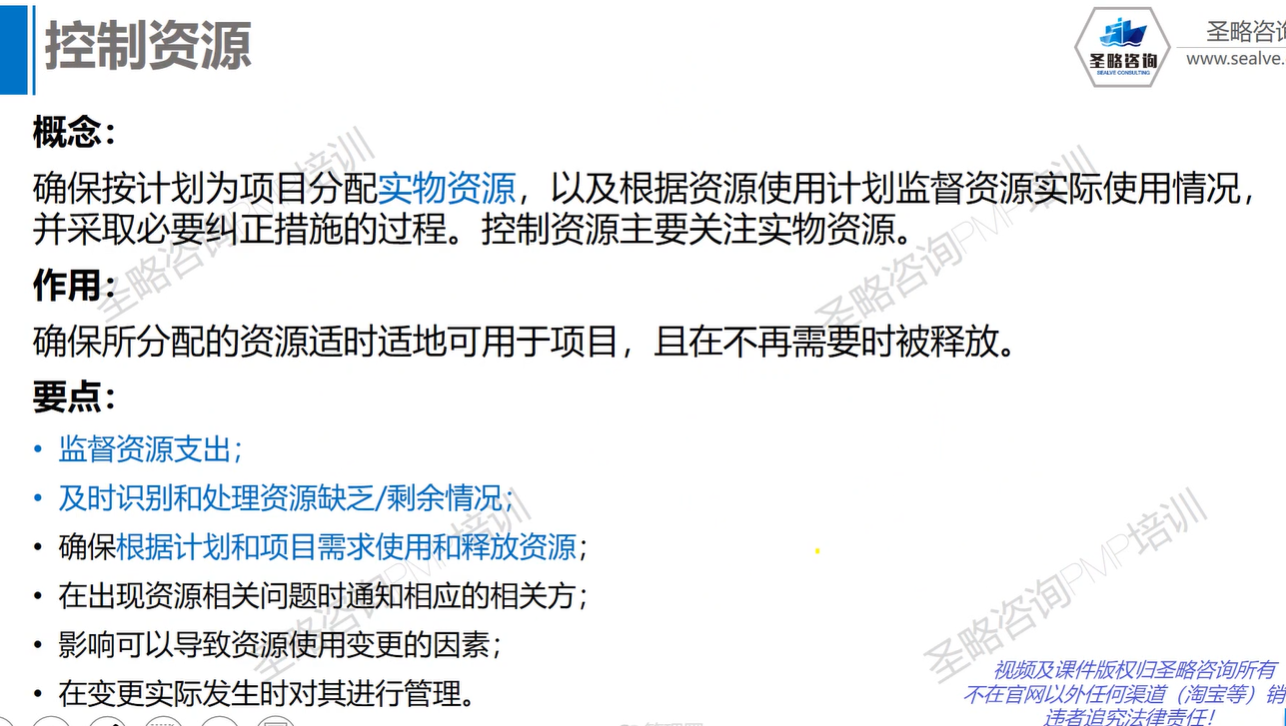 控制资源
圣略咨询
SEALVE CONSULTING
圣略咨询
www.sealve.
概念：
确保按计划为项目分配实物资源，以及根据资源使用计划监督资源实际使用情况，
并采取必要纠正措施的过程。控制资源主要关注实物资源。
作用：
确保所分配的资源适时适地可用于项目，且在不再需要时被释放。
要点：
• 监督资源支出；
• 及时识别和处理资源缺乏/剩余情况；
• 确保根据计划和项目需求使用和释放资源；
• 在出现资源相关问题时通知相应的相关方；
• 影响可以导致资源使用变更的因素；
• 在变更实际发生时对其进行管理。
圣略咨询PMP培训
圣略咨询PMP培训
圣略咨询PMP培训
圣略咨询PMP培训
视频及课件版权归圣略咨询所有
不在官网以外任何渠道（淘宝等）销
违者追究法律责任！